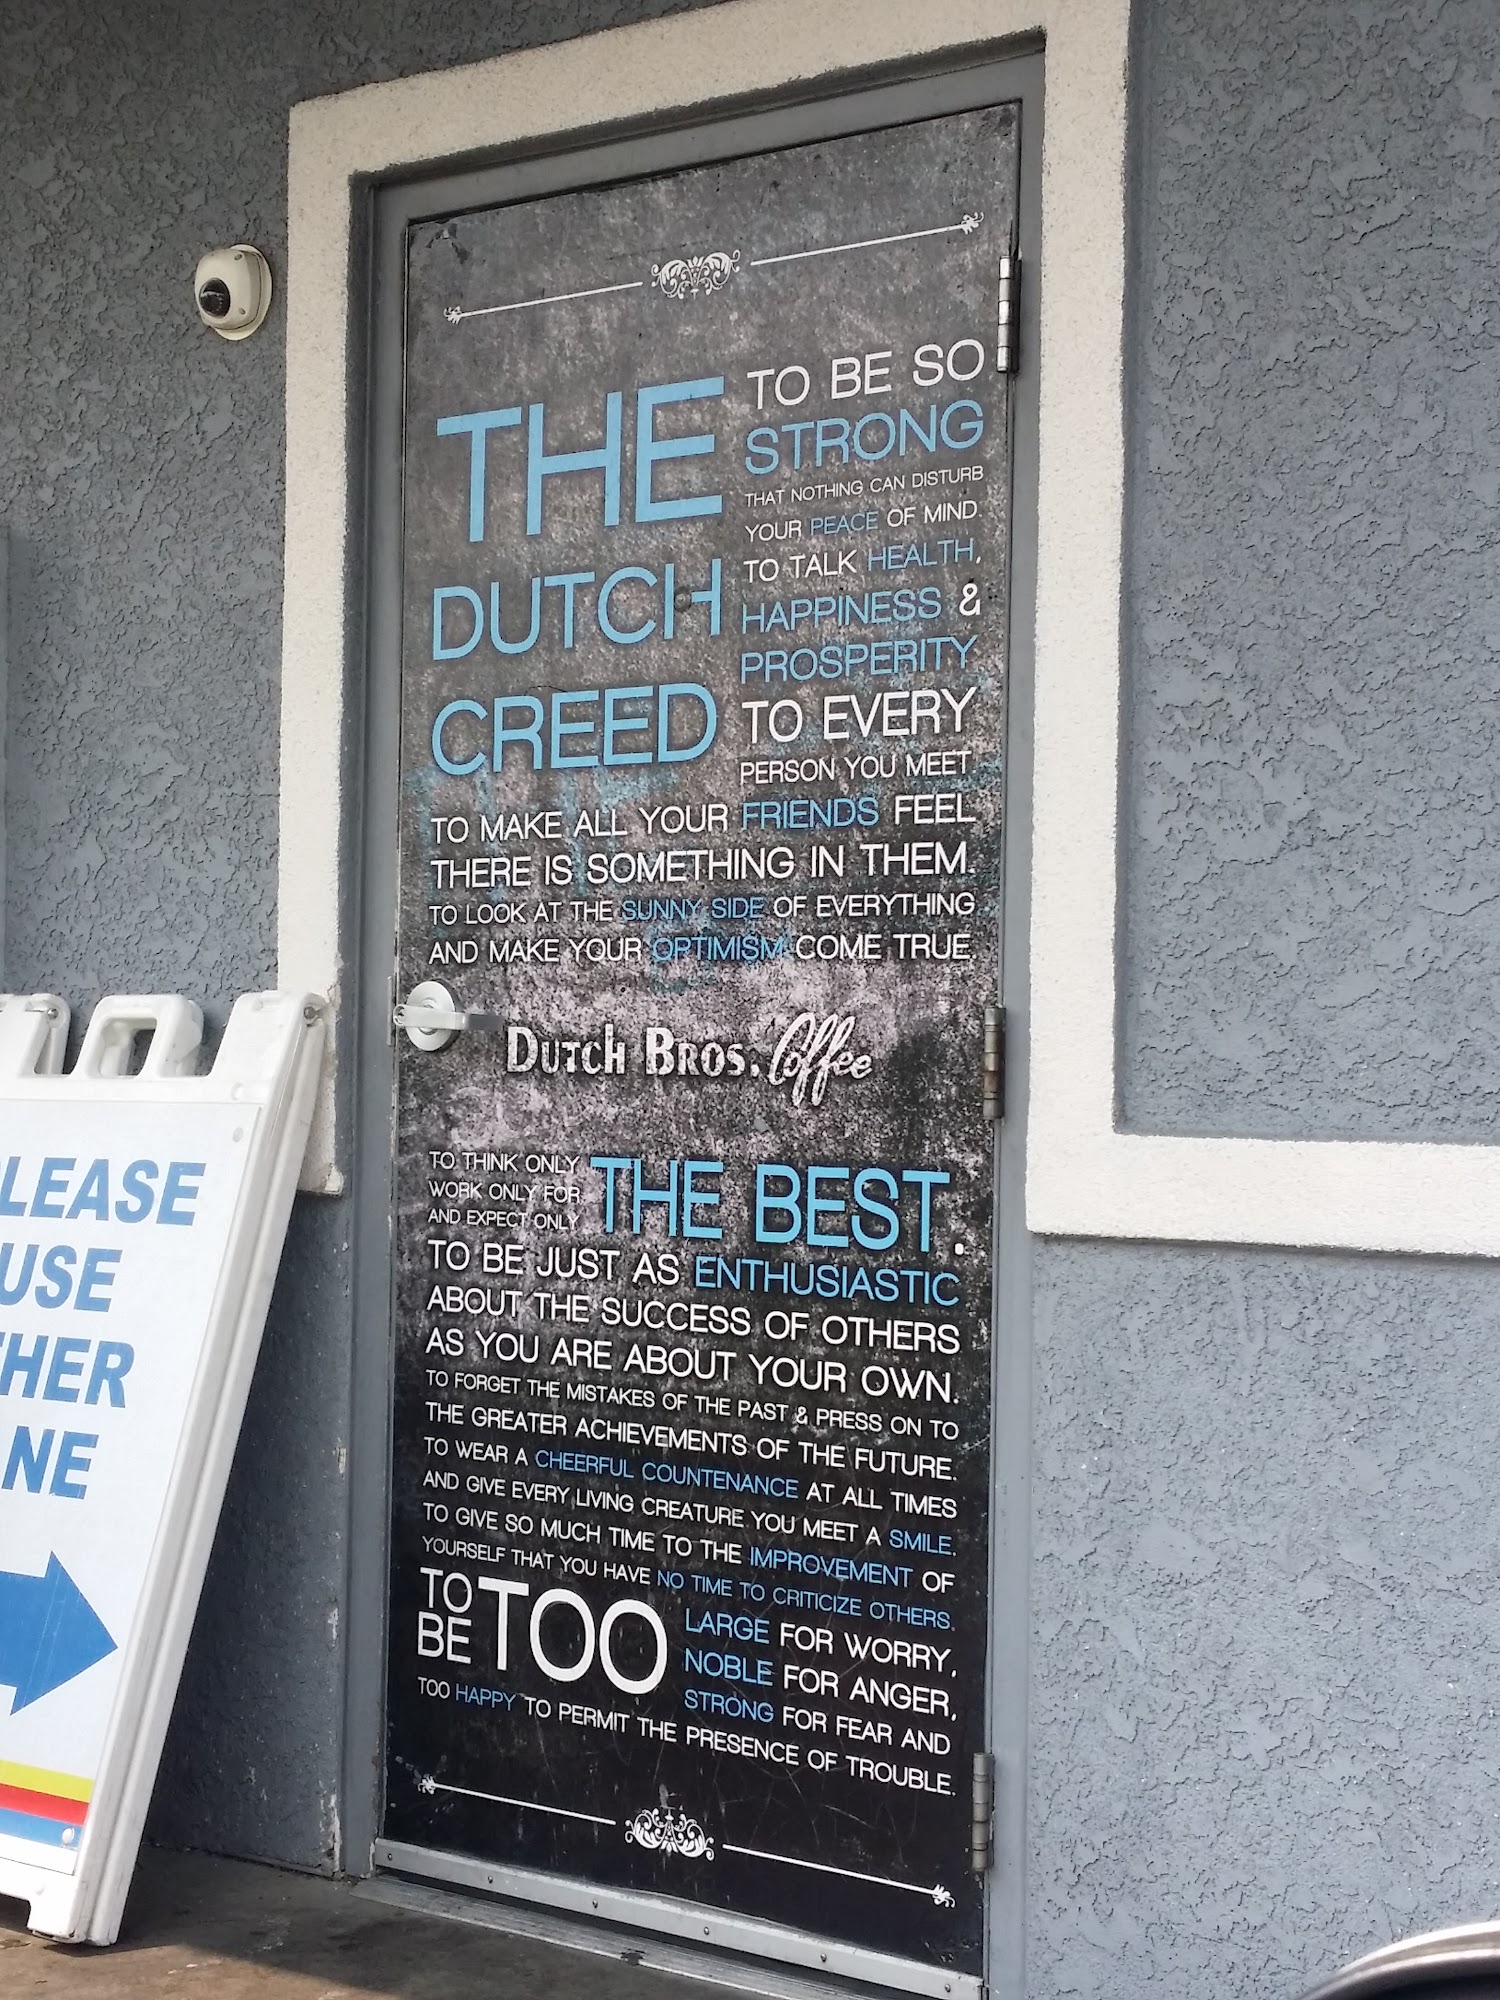 THE
DUTCH
CREED
TO BE SO
STRONG
THAT NOTHING CAN DISTURB
YOUR PEACE OF MIND.
TO TALK HEALTH,
HAPPINESS &
PROSPERITY
TO EVERY
PERSON YOU MEET
TO MAKE ALL YOUR FRIENDS FEEL
THERE IS SOMETHING IN THEM.
TO LOOK AT THE SUNNY SIDE OF EVERYTHING
AND MAKE YOUR OPTIMISM COME TRUE.
DUTCH BROS. Coffee
TO THINK ONLY
WORK ONLY FOR
AND EXPECT ONLY
THE BEST.
TO BE JUST AS ENTHUSIASTIC
ABOUT THE SUCCESS OF OTHERS
AS YOU ARE ABOUT YOUR OWN.
TO FORGET THE MISTAKES OF THE PAST & PRESS ON TO
THE GREATER ACHIEVEMENTS OF THE FUTURE.
TO WEAR A CHEERFUL COUNTENANCE AT ALL TIMES
AND GIVE EVERY LIVING CREATURE YOU MEET A SMILE.
TO GIVE SO MUCH TIME TO THE IMPROVEMENT OF
YOURSELF THAT YOU HAVE NO TIME TO CRITICIZE OTHERS.
TO BE TOO
LARGE FOR WORRY,
NOBLE FOR ANGER,
STRONG FOR FEAR AND
TOO HAPPY TO PERMIT THE PRESENCE OF TROUBLE.
LEASE
USE
HER
NE